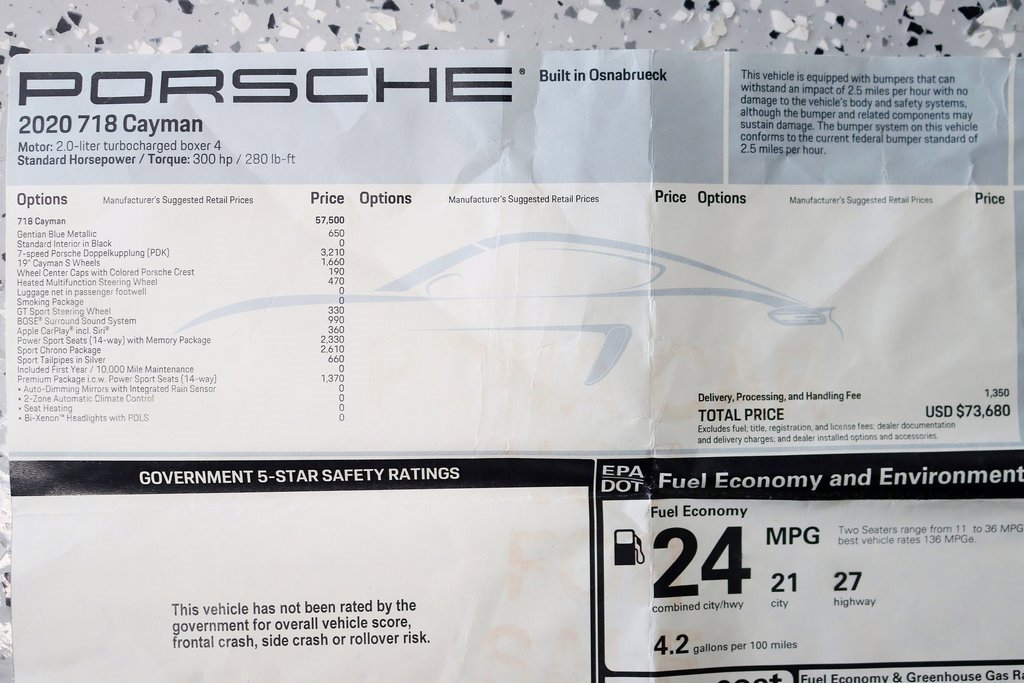 PORSCHE® Built in Osnabrueck
2020 718 Cayman
Motor: 2.0-liter turbocharged boxer 4
Standard Horsepower / Torque: 300 hp / 280 lb-ft
This vehicle is equipped with bumpers that can
withstand an impact of 2.5 miles per hour with no
damage to the vehicle's body and safety systems,
although the bumper and related components may
sustain damage. The bumper system on this vehicle
conforms to the current federal bumper standard of
2.5 miles per hour.
Options Manufacturer's Suggested Retail Prices Price Options Manufacturer's Suggested Retail Prices Price Options Manufacturer's Suggested Retail Prices Price
718 Cayman 57,500
Gentian Blue Metallic 650
Standard Interior in Black 0
7-speed Porsche Doppelkupplung (PDK) 3,210
19" Cayman S Wheels 1,660
Wheel Center Caps with Colored Porsche Crest 190
Heated Multifunction Steering Wheel 470
Luggage net in passenger footwell 0
Smoking Package 0
GT Sport Steering Wheel 330
BOSE® Surround Sound System 990
Apple CarPlay® incl. Siri® 360
Power Sport Seats (14-way) with Memory Package 2,330
Sport Chrono Package 2,610
Sport Tailpipes in Silver 660
Included First Year / 10,000 Mile Maintenance 0
Premium Package i.c.w. Power Sport Seats (14-way) 1,370
• Auto-Dimming Mirrors with Integrated Rain Sensor 0
• 2-Zone Automatic Climate Control 0
• Seat Heating 0
• Bi-Xenon™ Headlights with PDLS 0
Delivery, Processing, and Handling Fee 1,350
TOTAL PRICE USD $73,680
Excludes fuel; title, registration, and license fees; dealer documentation
and delivery charges; and dealer installed options and accessories.
GOVERNMENT 5-STAR SAFETY RATINGS
This vehicle has not been rated by the
government for overall vehicle score,
frontal crash, side crash or rollover risk.
EPA
DOT Fuel Economy and Environment
Fuel Economy
24 MPG
Two Seaters range from 11 to 36 MPG
best vehicle rates 136 MPGe.
21 27
combined city/hwy city highway
4.2 gallons per 100 miles
Fuel Economy & Greenhouse Gas Ra